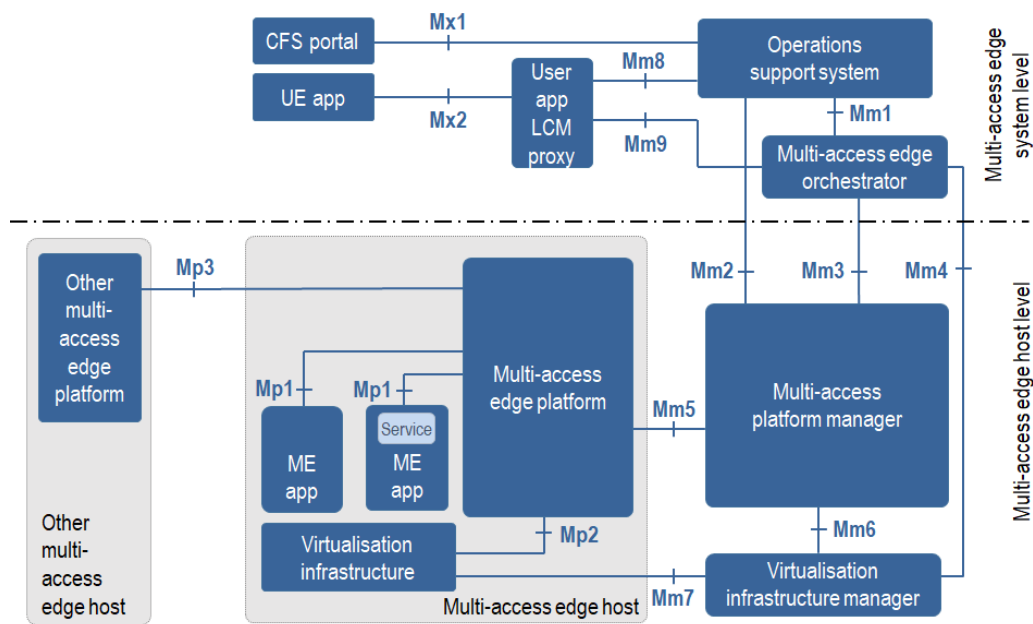 CFS portal
Mx1
Operations
support system
UE app
Mx2
User
app
LCM
proxy
Mm8
Mm9
Mm1
Multi-access edge
orchestrator
Multi-access edge
system level
Other
multi-
access
edge
platform
Mp3
Mm2
Mm3
Mm4
Multi-access
edge platform
Multi-access
platform manager
Mp1
Mp1
ME
app
Service
ME
app
Mm5
Multi-access edge host level
Virtualisation
infrastructure
Mp2
Mm6
Mm7
Virtualisation
infrastructure manager
Other
multi-
access
edge host
Multi-access edge host